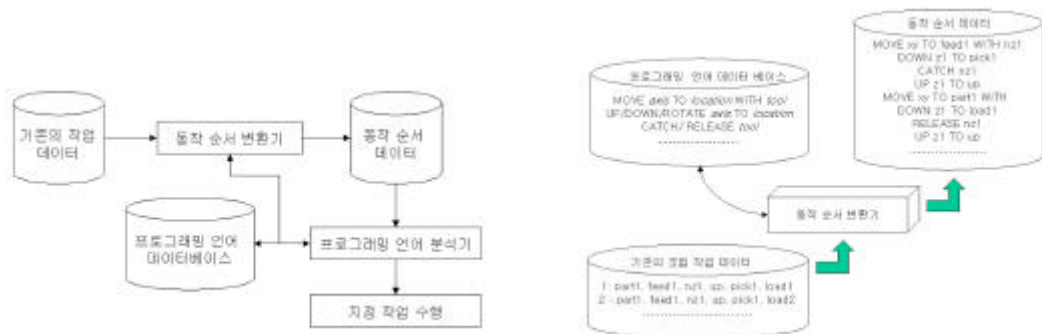 기존의 작업
데이터
동작 순서 변환기
동작 순서
데이터
프로그래밍 언어
데이터베이스
프로그래밍 언어 분석기
지정 작업 수행
프로그래밍 언어 데이터 베이스
MOVE axis TO location WITH tool
UP/DOWN/ROTATE axis TO location
CATCH/ RELEASE tool
동작 순서 데이터
MOVE xy TO feed1 WITH nz1
DOWN z1 TO pick1
CATCH nz1
UP z1 TO up
MOVE xy TO part1 WITH
DOWN z1 TO load1
RELEASE nz1
UP z1 TO up
동작 순서 변환기
기존의 조립 작업 데이터
1 : part1, feed1, nz1, up, pick1, load1
2 : part1, feed1, nz1, up, pick1, load2